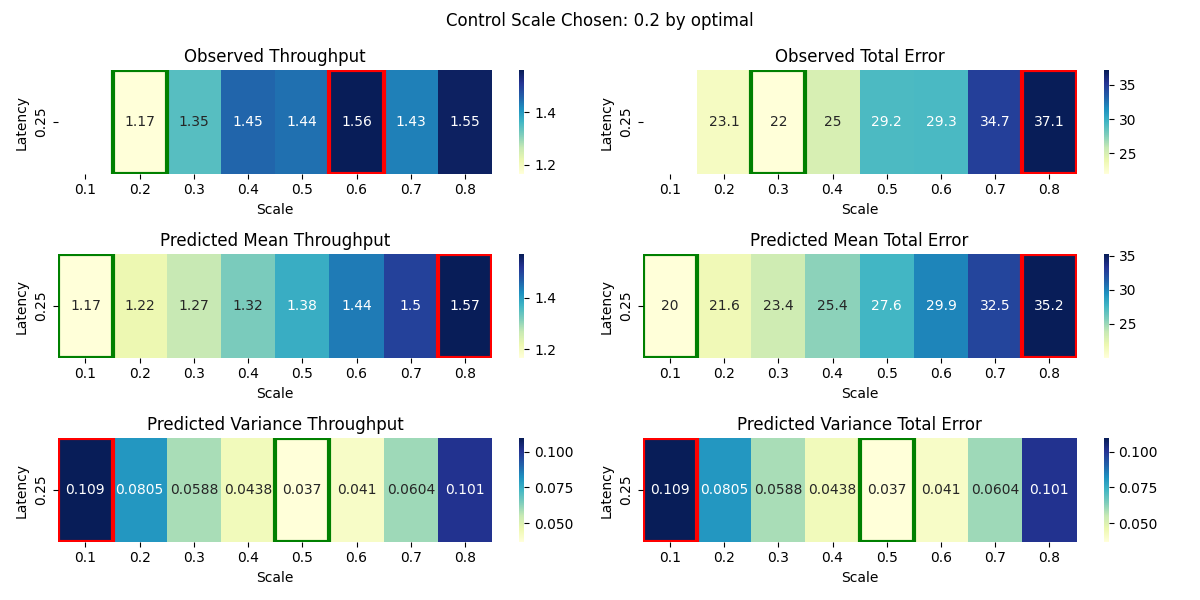 Control Scale Chosen: 0.2 by optimal
Observed Throughput
Latency
0.25
1.17 1.35 1.45 1.44 1.56 1.43 1.55
0.1 0.2 0.3 0.4 0.5 0.6 0.7 0.8
Scale
1.4
1.2
Observed Total Error
Latency
0.25
23.1 22 25 29.2 29.3 34.7 37.1
0.1 0.2 0.3 0.4 0.5 0.6 0.7 0.8
Scale
35
30
25
Predicted Mean Throughput
Latency
0.25
1.17 1.22 1.27 1.32 1.38 1.44 1.5 1.57
0.1 0.2 0.3 0.4 0.5 0.6 0.7 0.8
Scale
1.4
1.2
Predicted Mean Total Error
Latency
0.25
20 21.6 23.4 25.4 27.6 29.9 32.5 35.2
0.1 0.2 0.3 0.4 0.5 0.6 0.7 0.8
Scale
35
30
25
Predicted Variance Throughput
Latency
0.25
0.109 0.0805 0.0588 0.0438 0.037 0.041 0.0604 0.101
0.1 0.2 0.3 0.4 0.5 0.6 0.7 0.8
Scale
0.100
0.075
0.050
Predicted Variance Total Error
Latency
0.25
0.109 0.0805 0.0588 0.0438 0.037 0.041 0.0604 0.101
0.1 0.2 0.3 0.4 0.5 0.6 0.7 0.8
Scale
0.100
0.075
0.050